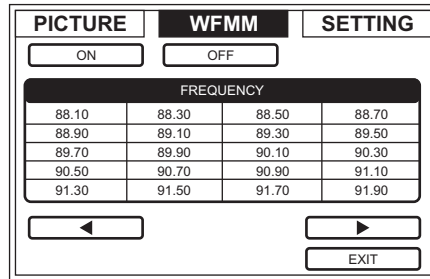 PICTURE WFMM SETTING
ON OFF
FREQUENCY
88.10 88.30 88.50 88.70
88.90 89.10 89.30 89.50
89.70 89.90 90.10 90.30
90.50 90.70 90.90 91.10
91.30 91.50 91.70 91.90
EXIT